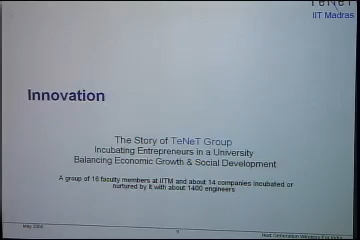 TeNeT
IIT Madras
Innovation
The Story of TeNeT Group
Incubating Entrepreneurs in a University
Balancing Economic Growth & Social Development
A group of 16 faculty members at IITM and about 14 companies incubated or
nurtured by it with about 1400 engineers
May 2006
Next Generation Wireless For India